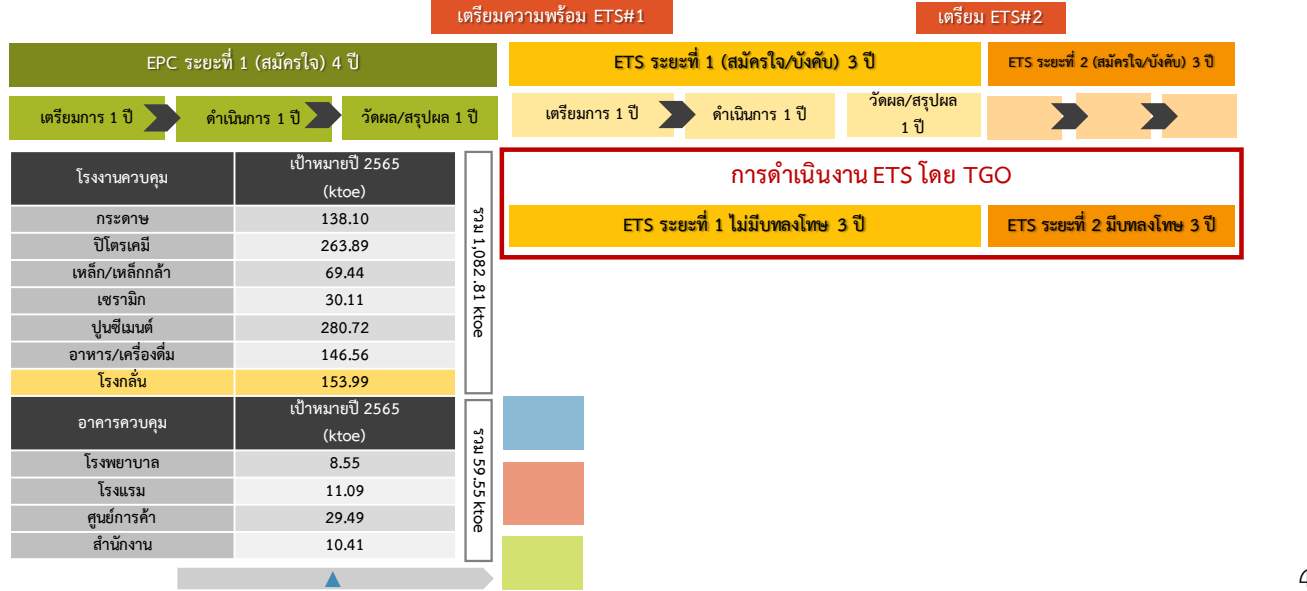 เตรียมความพร้อม ETS#1
เตรียม ETS#2
EPC ระยะที่ 1 (สมัครใจ) 4 ปี
ETS ระยะที่ 1 (สมัครใจ/บังคับ) 3 ปี
ETS ระยะที่ 2 (สมัครใจ/บังคับ) 3 ปี
เตรียมการ 1 ปี
ดำเนินการ 1 ปี
วัดผล/สรุปผล 1 ปี
เตรียมการ 1 ปี
ดำเนินการ 1 ปี
วัดผล/สรุปผล
1 ปี
โรงงานควบคุม
เป้าหมายปี 2565
(ktoe)
กระดาษ 138.10
ปิโตรเคมี 263.89
เหล็ก/เหล็กกล้า 69.44
เซรามิก 30.11
ปูนซีเมนต์ 280.72
อาหาร/เครื่องดื่ม 146.56
โรงกลั่น 153.99
รวม 1,082.81 ktoe
อาคารควบคุม
เป้าหมายปี 2565
(ktoe)
โรงพยาบาล 8.55
โรงแรม 11.09
ศูนย์การค้า 29.49
สำนักงาน 10.41
รวม 59.55 ktoe
การดำเนินงาน ETS โดย TGO
ETS ระยะที่ 1 ไม่มีบทลงโทษ 3 ปี
ETS ระยะที่ 2 มีบทลงโทษ 3 ปี